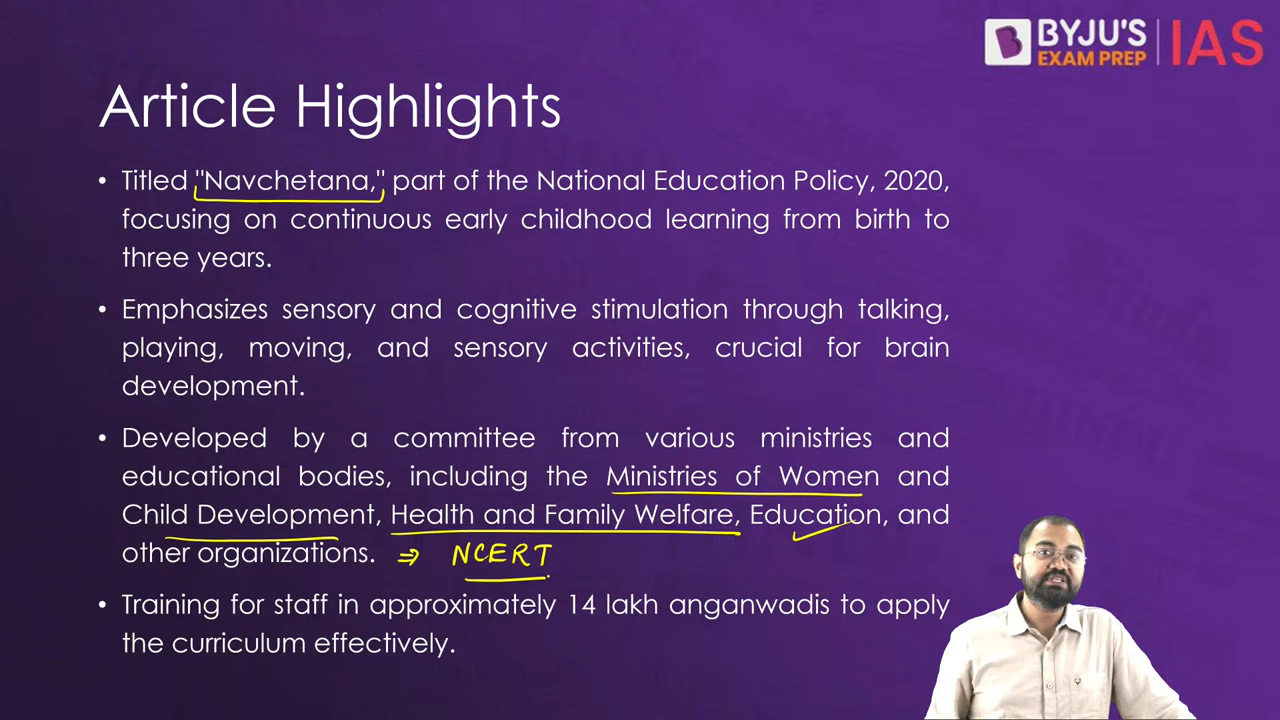 BYJU'S
EXAM PREP
IAS
Article Highlights
• Titled "Navchetana," part of the National Education Policy, 2020,
focusing on continuous early childhood learning from birth to
three years.
• Emphasizes sensory and cognitive stimulation through talking,
playing, moving, and sensory activities, crucial for brain
development.
• Developed by a committee from various ministries and
educational bodies, including the Ministries of Women and
Child Development, Health and Family Welfare, Education, and
other organizations. ⇒ NCERT
• Training for staff in approximately 14 lakh anganwadis to apply
the curriculum effectively.